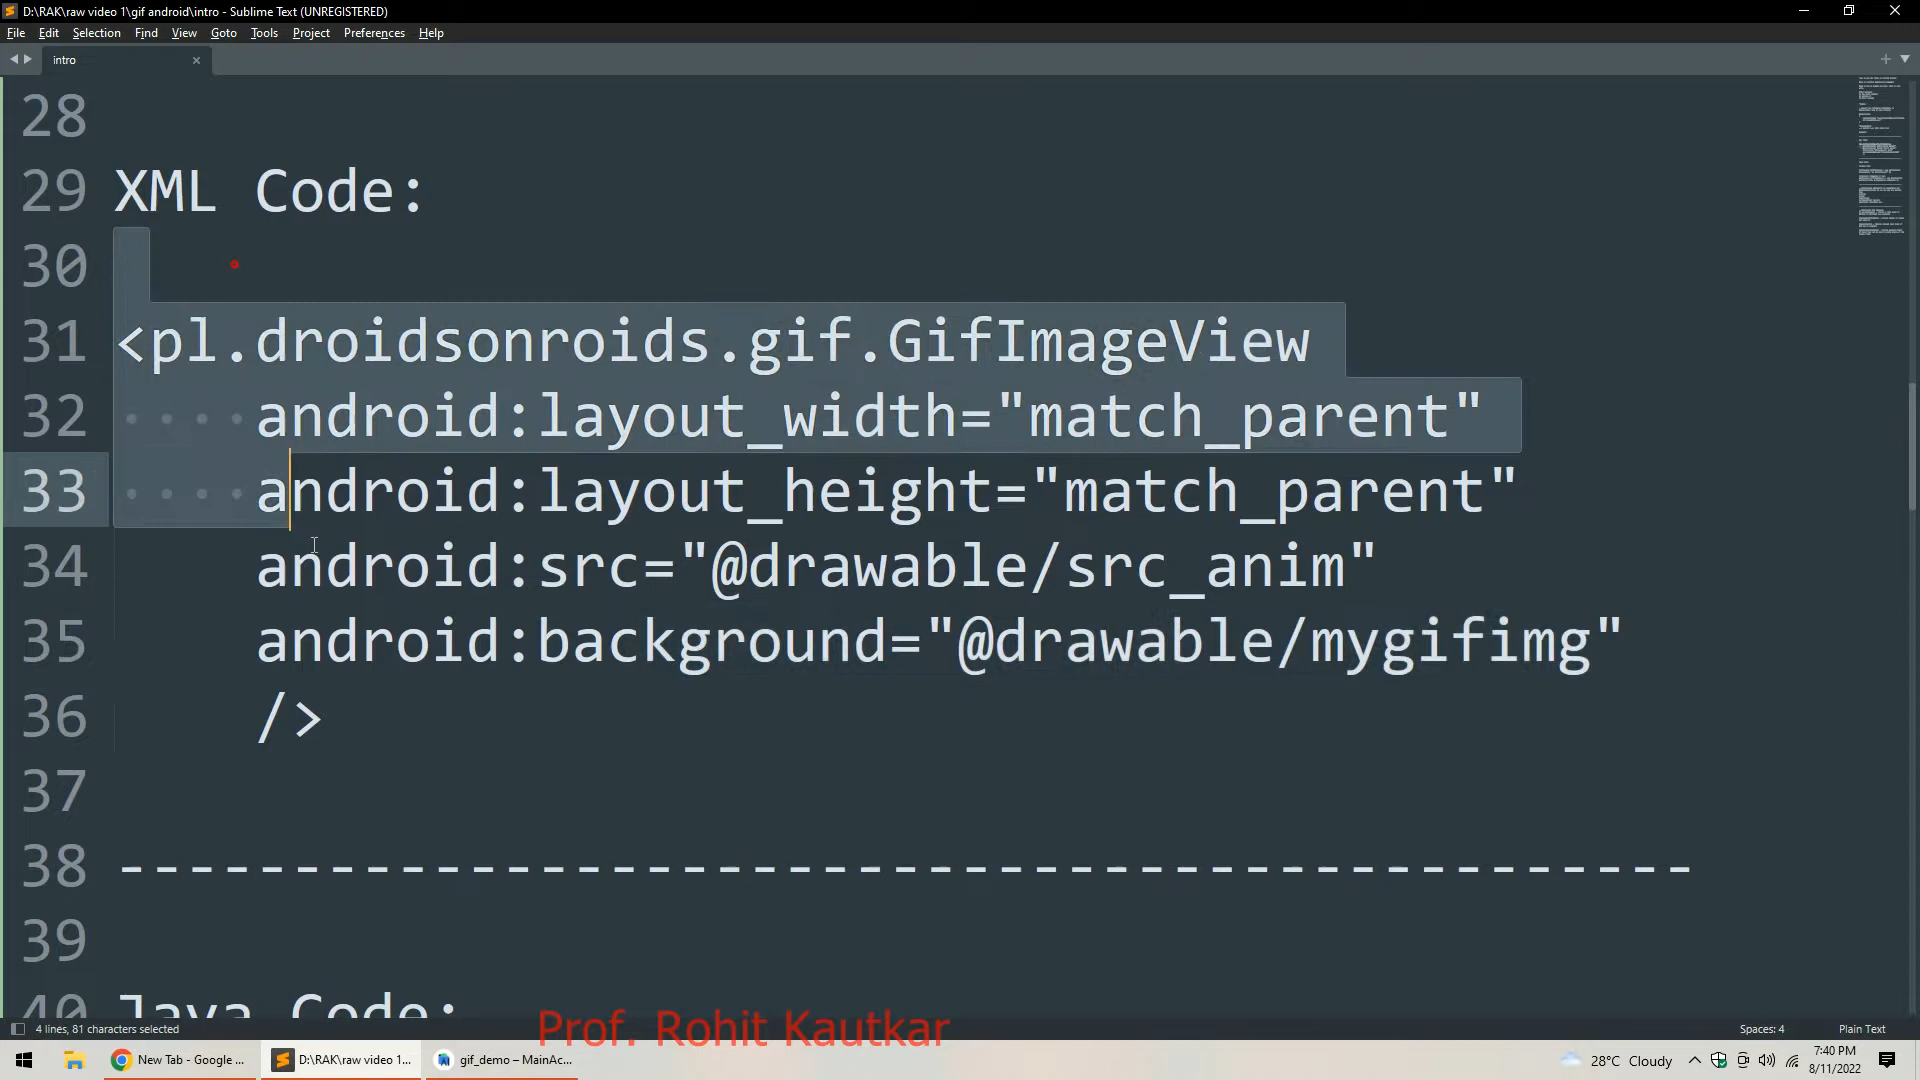 D:\RAK\raw video 1\gif android\intro - Sublime Text (UNREGISTERED)
File Edit Selection Find View Goto Tools Project Preferences Help
intro
28
29 XML Code:
30
31 <pl.droidsonroids.gif.GifImageView
32 android:layout_width="match_parent"
33 android:layout_height="match_parent"
34 android:src="@drawable/src_anim"
35 android:background="@drawable/mygifimg"
36 />
37
38 ---------------------------------------------
39
40 Java Code:
Prof. Rohit Kautkar
4 lines, 81 characters selected Spaces: 4 Plain Text
New Tab - Google ... D:\RAK\raw video 1... gif_demo – MainAc... 28°C Cloudy 7:40 PM
8/11/2022